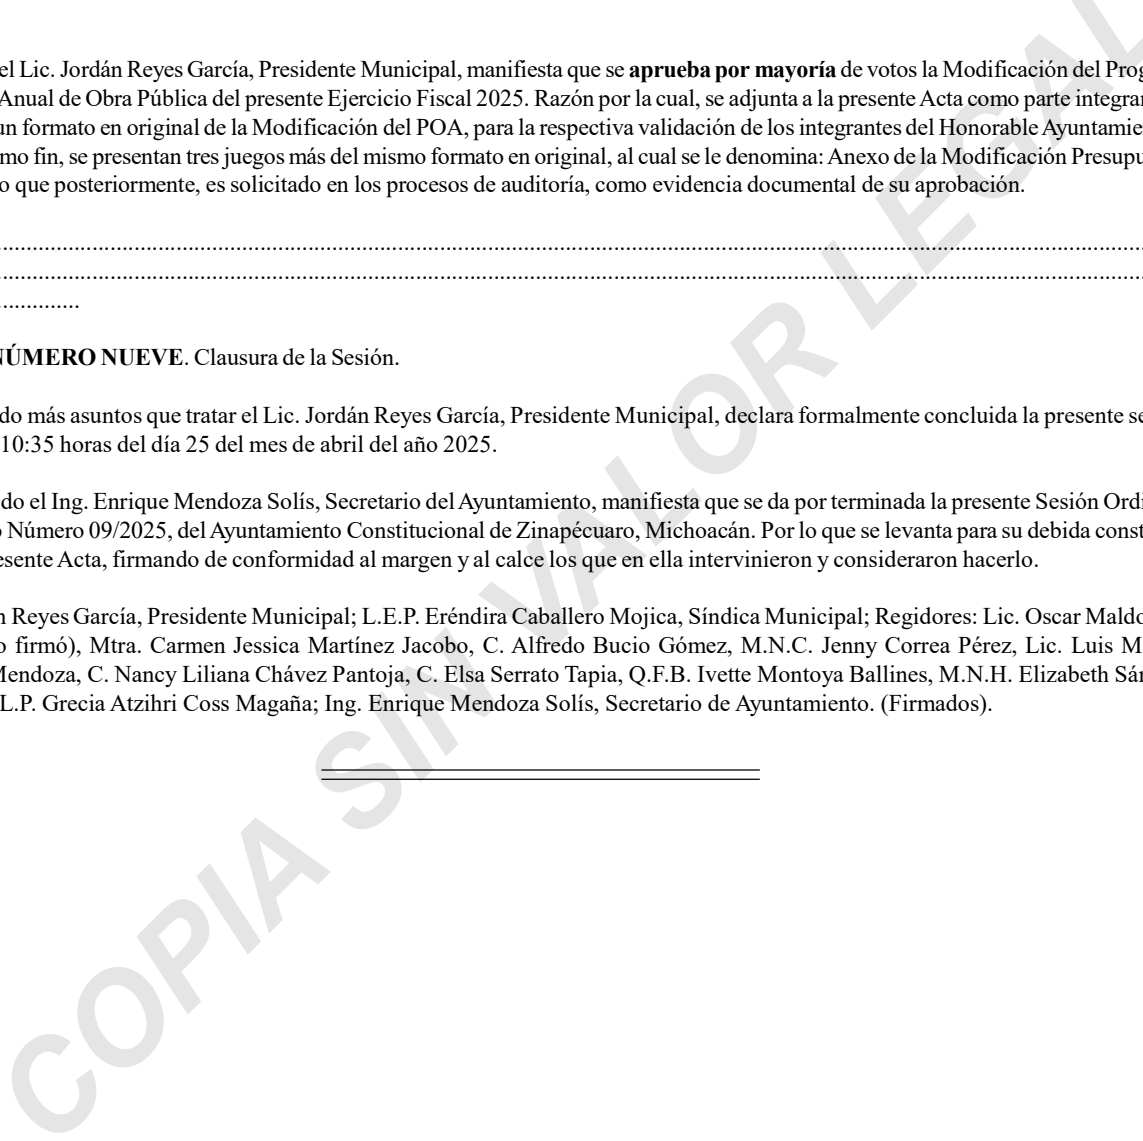 el Lic. Jordán Reyes García, Presidente Municipal, manifiesta que se aprueba por mayoría de votos la Modificación del Prog
Anual de Obra Pública del presente Ejercicio Fiscal 2025. Razón por la cual, se adjunta a la presente Acta como parte integran
un formato en original de la Modificación del POA, para la respectiva validación de los integrantes del Honorable Ayuntamie
mo fin, se presentan tres juegos más del mismo formato en original, al cual se le denomina: Anexo de la Modificación Presupu
o que posteriormente, es solicitado en los procesos de auditoría, como evidencia documental de su aprobación.
NÚMERO NUEVE. Clausura de la Sesión.
do más asuntos que tratar el Lic. Jordán Reyes García, Presidente Municipal, declara formalmente concluida la presente se
10:35 horas del día 25 del mes de abril del año 2025.
do el Ing. Enrique Mendoza Solís, Secretario del Ayuntamiento, manifiesta que se da por terminada la presente Sesión Ordi
o Número 09/2025, del Ayuntamiento Constitucional de Zinapécuaro, Michoacán. Por lo que se levanta para su debida const
esente Acta, firmando de conformidad al margen y al calce los que en ella intervinieron y consideraron hacerlo.
n Reyes García, Presidente Municipal; L.E.P. Eréndira Caballero Mojica, Síndica Municipal; Regidores: Lic. Oscar Maldo
o firmó), Mtra. Carmen Jessica Martínez Jacobo, C. Alfredo Bucio Gómez, M.N.C. Jenny Correa Pérez, Lic. Luis M
Mendoza, C. Nancy Liliana Chávez Pantoja, C. Elsa Serrato Tapia, Q.F.B. Ivette Montoya Ballines, M.N.H. Elizabeth Sán
L.P. Grecia Atzihri Coss Magaña; Ing. Enrique Mendoza Solís, Secretario de Ayuntamiento. (Firmados).
COPIA SIN VALOR LEGAL